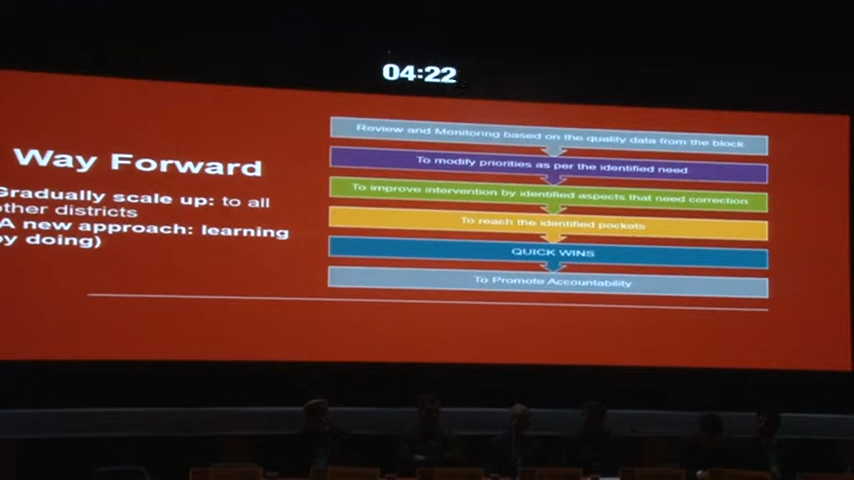 04:22
Way Forward
Gradually scale up: to all
other districts
(A new approach: learning
by doing)
Review and Monitoring based on the quality data from the block
To modify priorities as per the identified need
To improve intervention by identified aspects that need correction
To reach the identified pockets
QUICK WINS
To Promote Accountability